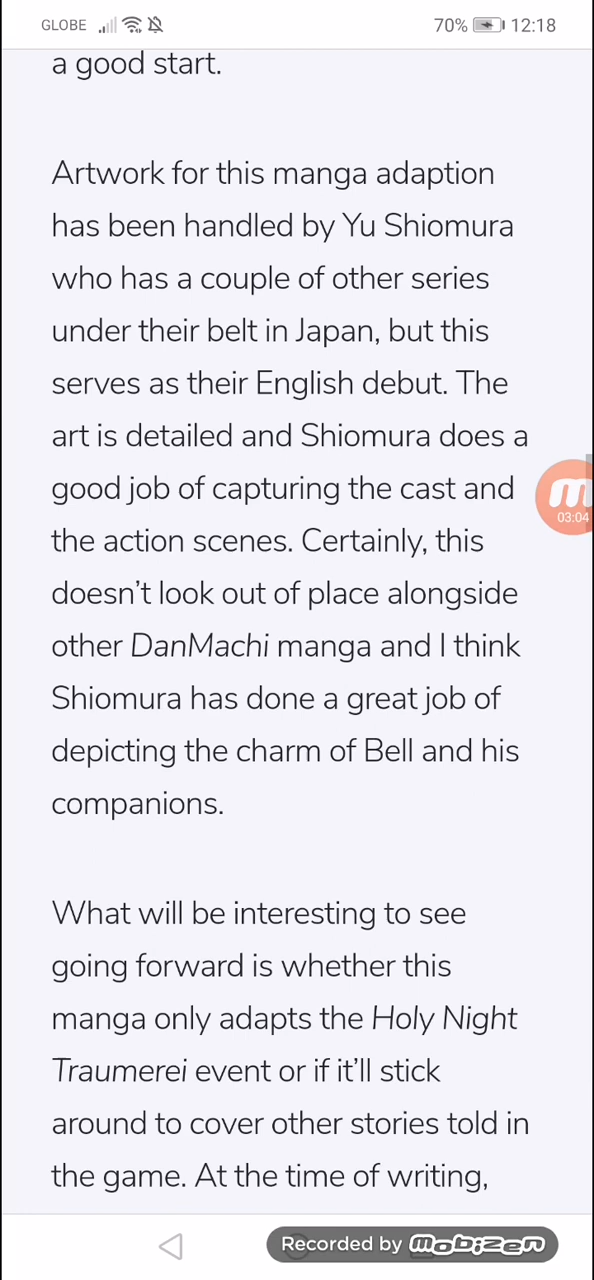 GLOBE 70% 12:18
a good start.
Artwork for this manga adaption
has been handled by Yu Shiomura
who has a couple of other series
under their belt in Japan, but this
serves as their English debut. The
art is detailed and Shiomura does a
good job of capturing the cast and
the action scenes. Certainly, this
doesn’t look out of place alongside
other DanMachi manga and I think
Shiomura has done a great job of
depicting the charm of Bell and his
companions.
What will be interesting to see
going forward is whether this
manga only adapts the Holy Night
Traumerei event or if it’ll stick
around to cover other stories told in
the game. At the time of writing,
m
03:04
Recorded by mobizen